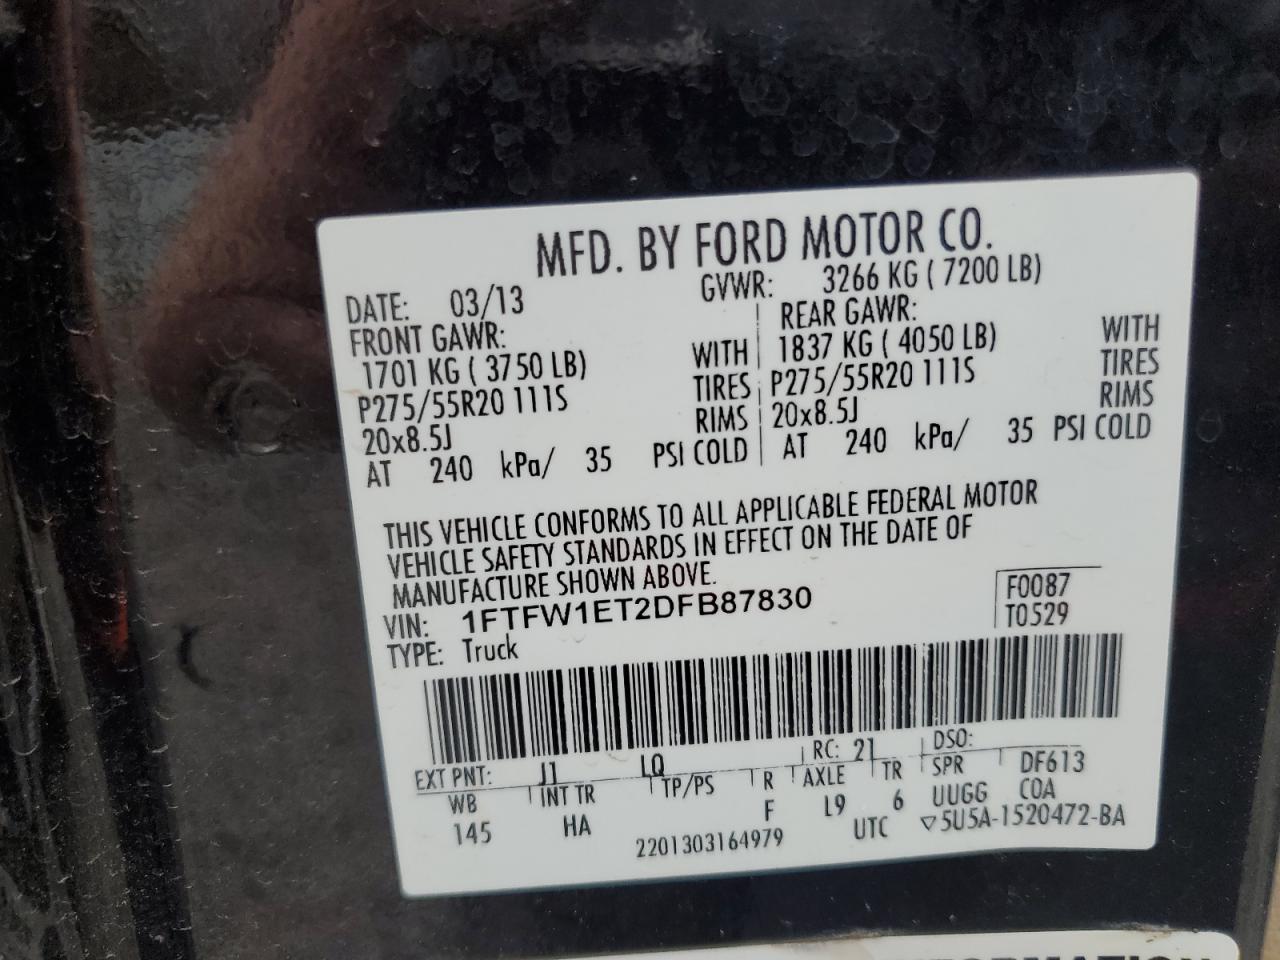 MFD. BY FORD MOTOR CO.
DATE: 03/13 GVWR: 3266 KG ( 7200 LB)
FRONT GAWR: REAR GAWR:
1701 KG ( 3750 LB) WITH 1837 KG ( 4050 LB) WITH
P275/55R20 111S TIRES P275/55R20 111S TIRES
20x8.5J RIMS 20x8.5J RIMS
AT 240 kPa/ 35 PSI COLD AT 240 kPa/ 35 PSI COLD
THIS VEHICLE CONFORMS TO ALL APPLICABLE FEDERAL MOTOR
VEHICLE SAFETY STANDARDS IN EFFECT ON THE DATE OF
MANUFACTURE SHOWN ABOVE.
VIN: 1FTFW1ET2DFB87830 F0087
TYPE: Truck T0529
EXT PNT: J1 LQ RC: 21 DSO:
WB INT TR TP/PS R AXLE TR SPR DF613
145 HA F L9 6 UUGG COA
2201303164979 UTC ▽5U5A-1520472-BA